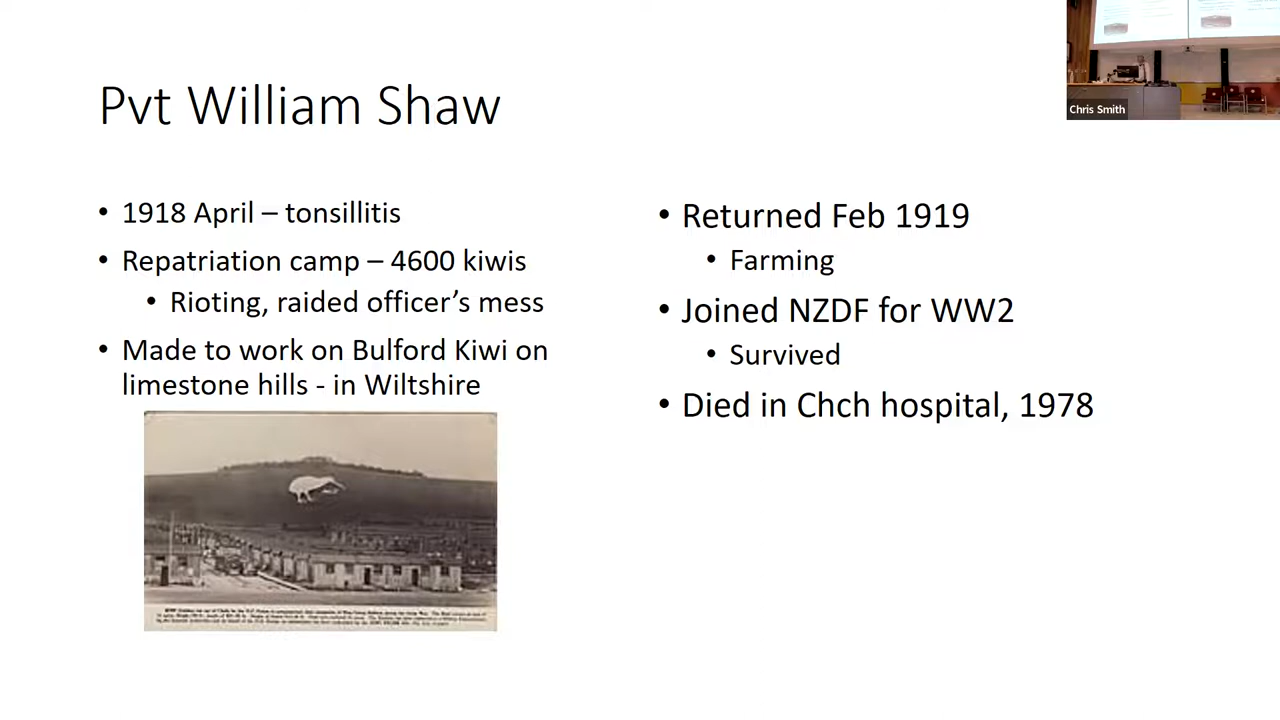 Pvt William Shaw
• 1918 April – tonsillitis
• Repatriation camp – 4600 kiwis
• Rioting, raided officer’s mess
• Made to work on Bulford Kiwi on
limestone hills - in Wiltshire
• Returned Feb 1919
• Farming
• Joined NZDF for WW2
• Survived
• Died in Chch hospital, 1978
Chris Smith